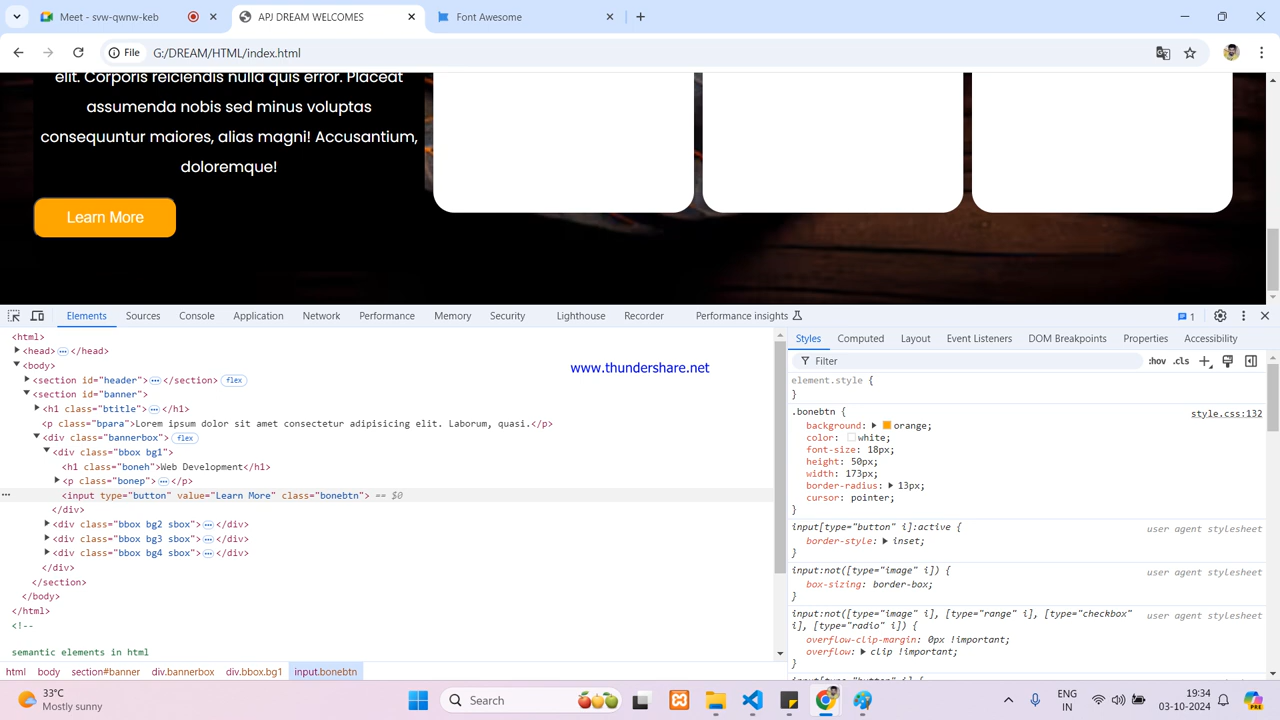 Meet - svw-qwnw-keb
APJ DREAM WELCOMES
Font Awesome
File G:/DREAM/HTML/index.html
elit. Corporis reiciendis nulla quis error. Placeat
assumenda nobis sed minus voluptas
consequuntur maiores, alias magni! Accusantium,
doloremque!
Learn More
Elements Sources Console Application Network Performance Memory Security Lighthouse Recorder Performance insights 1
<html>
<head> </head>
<body>
<section id="header"> </section> flex
<section id="banner">
<h1 class="btitle"> </h1>
<p class="bpara">Lorem ipsum dolor sit amet consectetur adipisicing elit. Laborum, quasi.</p>
<div class="bannerbox"> flex
<div class="bbox bg1">
<h1 class="boneh">Web Development</h1>
<p class="bonep"> </p>
<input type="button" value="Learn More" class="bonebtn"> == $0
</div>
<div class="bbox bg2 sbox"> </div>
<div class="bbox bg3 sbox"> </div>
<div class="bbox bg4 sbox"> </div>
</div>
</section>
</body>
</html>
<!--
semantic elements in html
www.thundershare.net
html body section#banner div.bannerbox div.bbox.bg1 input.bonebtn
Styles Computed Layout Event Listeners DOM Breakpoints Properties Accessibility
Filter :hov .cls
element.style {
}
.bonebtn { style.css:132
background: orange;
color: white;
font-size: 18px;
height: 50px;
width: 173px;
border-radius: 13px;
cursor: pointer;
}
input[type="button" i]:active { user agent stylesheet
border-style: inset;
}
input:not([type="image" i]) { user agent stylesheet
box-sizing: border-box;
}
input:not([type="image" i], [type="range" i], [type="checkbox" user agent stylesheet
i], [type="radio" i]) {
overflow-clip-margin: 0px !important;
overflow: clip !important;
}
33°C
Mostly sunny
Search
ENG
IN
19:34
03-10-2024